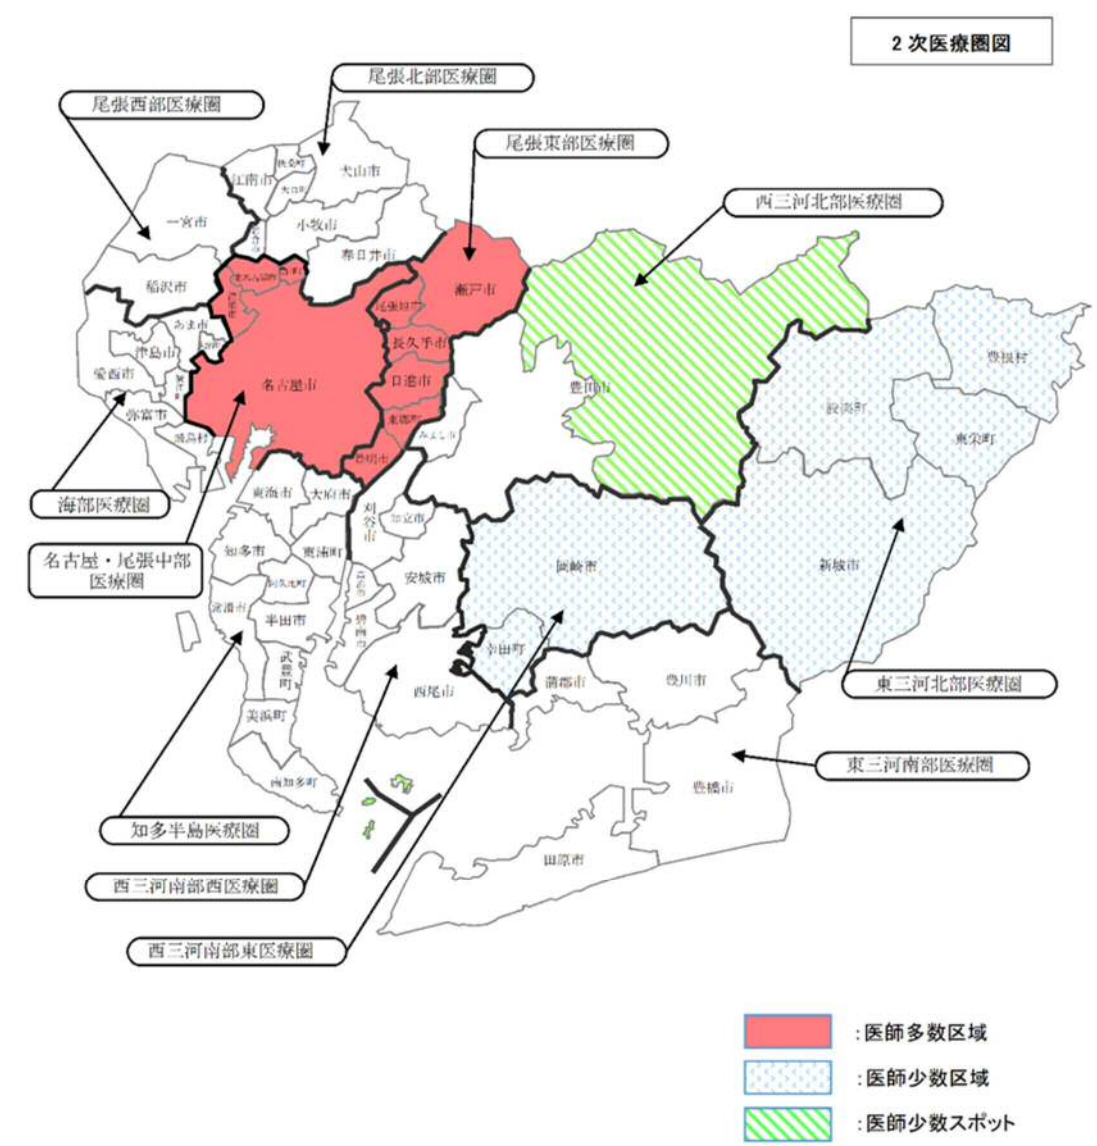 2次医療圏図
尾張北部医療圏
尾張西部医療圏
尾張東部医療圏
西三河北部医療圏
犬山市
江南市
扶桑町
大口町
一宮市
小牧市
春日井市
稲沢市
瀬戸市
あま市
津島市
愛西市
長久手市
日進市
名古屋市
東郷町
みよし市
豊明市
弥富市
飛島村
豊田市
豊根村
設楽町
東栄町
海部医療圏
名古屋・尾張中部
医療圏
東海市
大府市
刈谷市
知立市
知多市
東浦町
安城市
岡崎市
新城市
阿久比町
常滑市
半田市
碧南市
武豊町
幸田町
西尾市
蒲郡市
豊川市
美浜町
南知多町
東三河北部医療圏
東三河南部医療圏
豊橋市
田原市
知多半島医療圏
西三河南部西医療圏
西三河南部東医療圏
:医師多数区域
:医師少数区域
:医師少数スポット